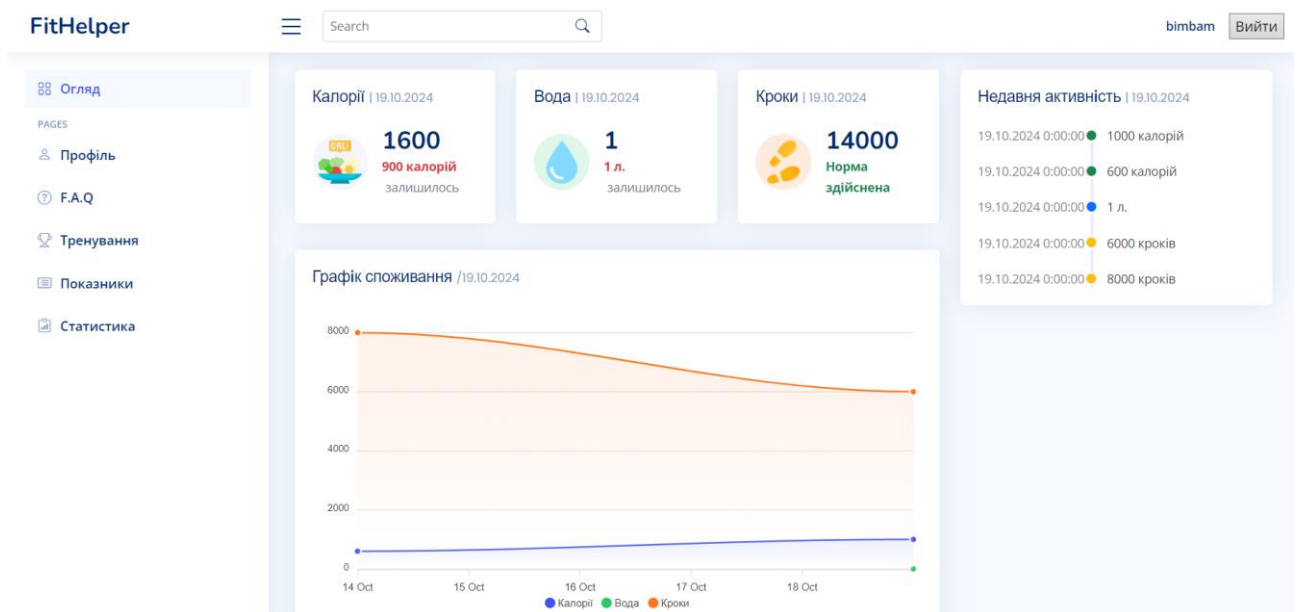 FitHelper
Search
bimbam
Вийти
Огляд
PAGES
Профіль
F.A.Q
Тренування
Показники
Статистика
Калорії | 19.10.2024
CAL
1600
900 калорій
залишилось
Вода | 19.10.2024
1
1 л.
залишилось
Кроки | 19.10.2024
14000
Норма
здійснена
Недавня активність | 19.10.2024
19.10.2024 0:00:00 1000 калорій
19.10.2024 0:00:00 600 калорій
19.10.2024 0:00:00 1 л.
19.10.2024 0:00:00 6000 кроків
19.10.2024 0:00:00 8000 кроків
Графік споживання /19.10.2024
8000
6000
4000
2000
0
14 Oct 15 Oct 16 Oct 17 Oct 18 Oct
Калорії Вода Кроки